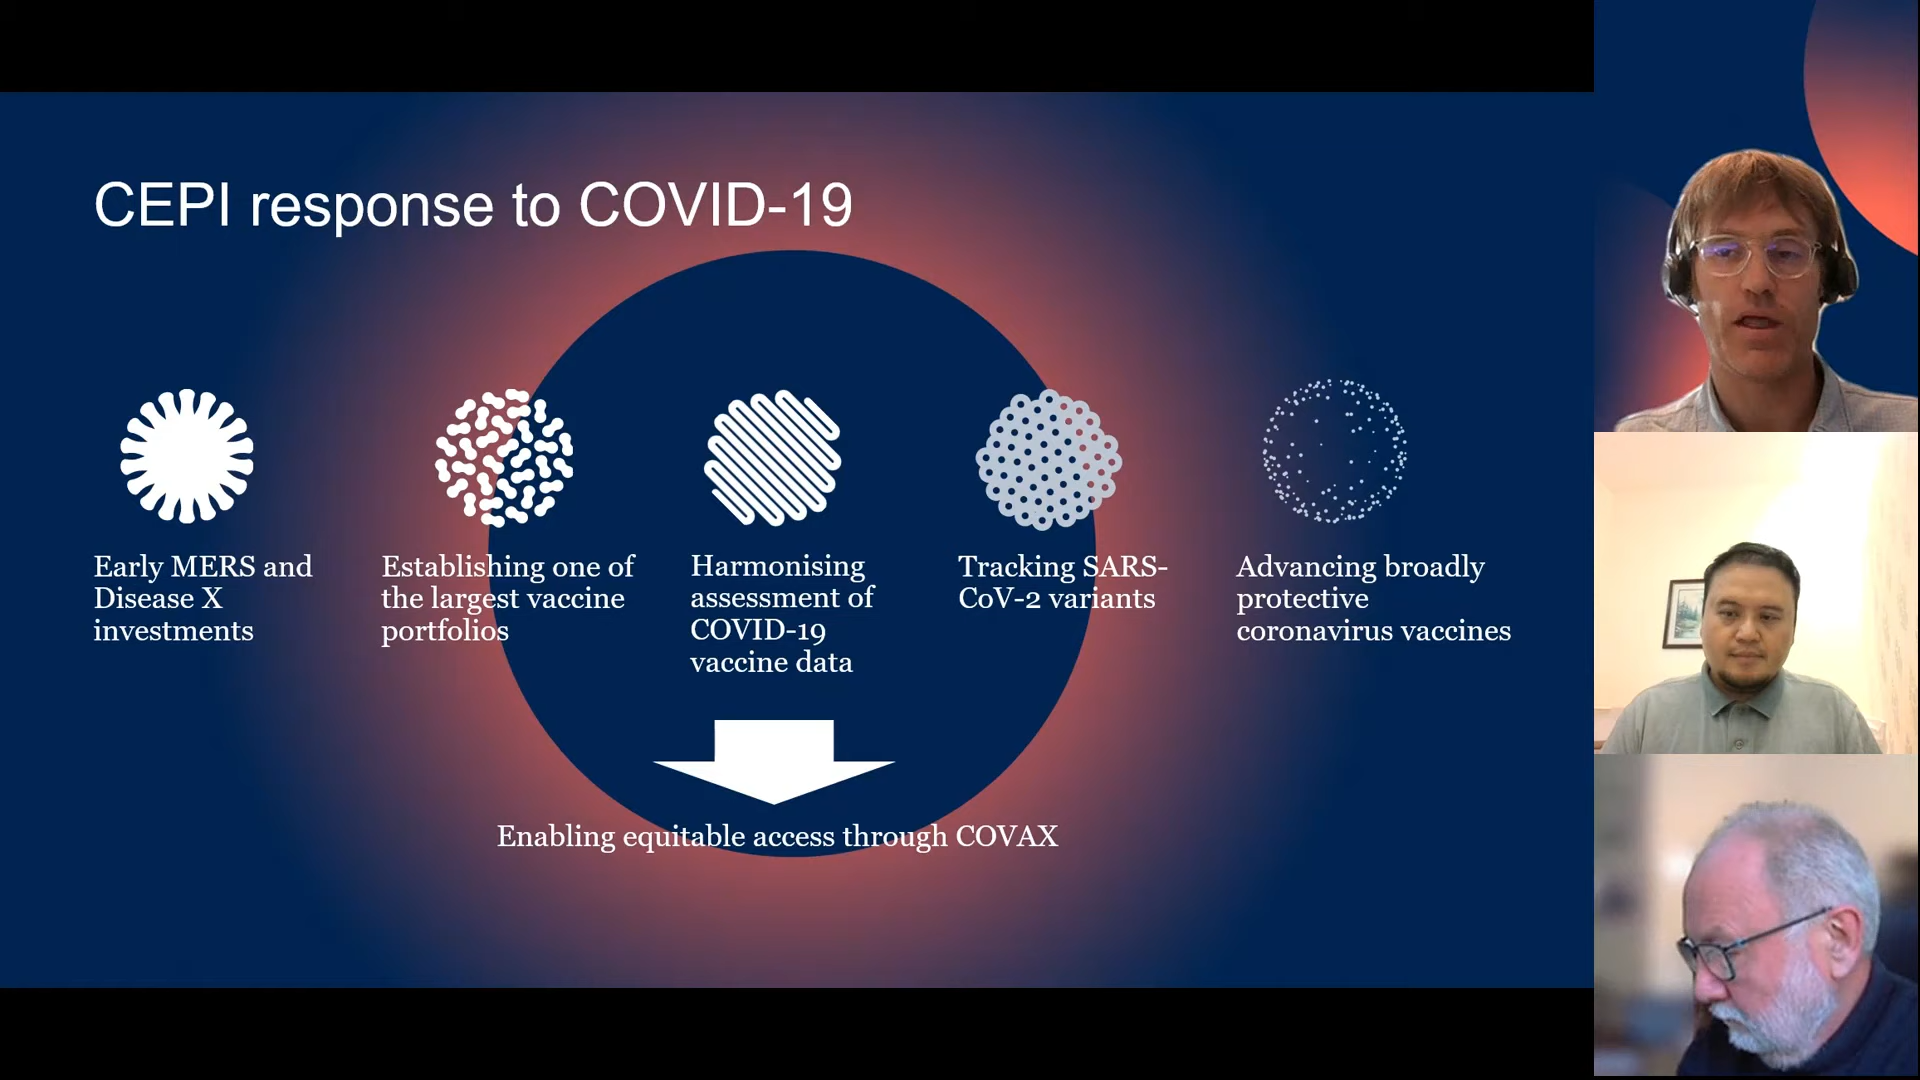 CEPI response to COVID-19
Early MERS and
Disease X
investments
Establishing one of
the largest vaccine
portfolios
Harmonising
assessment of
COVID-19
vaccine data
Tracking SARS-
CoV-2 variants
Advancing broadly
protective
coronavirus vaccines
Enabling equitable access through COVAX